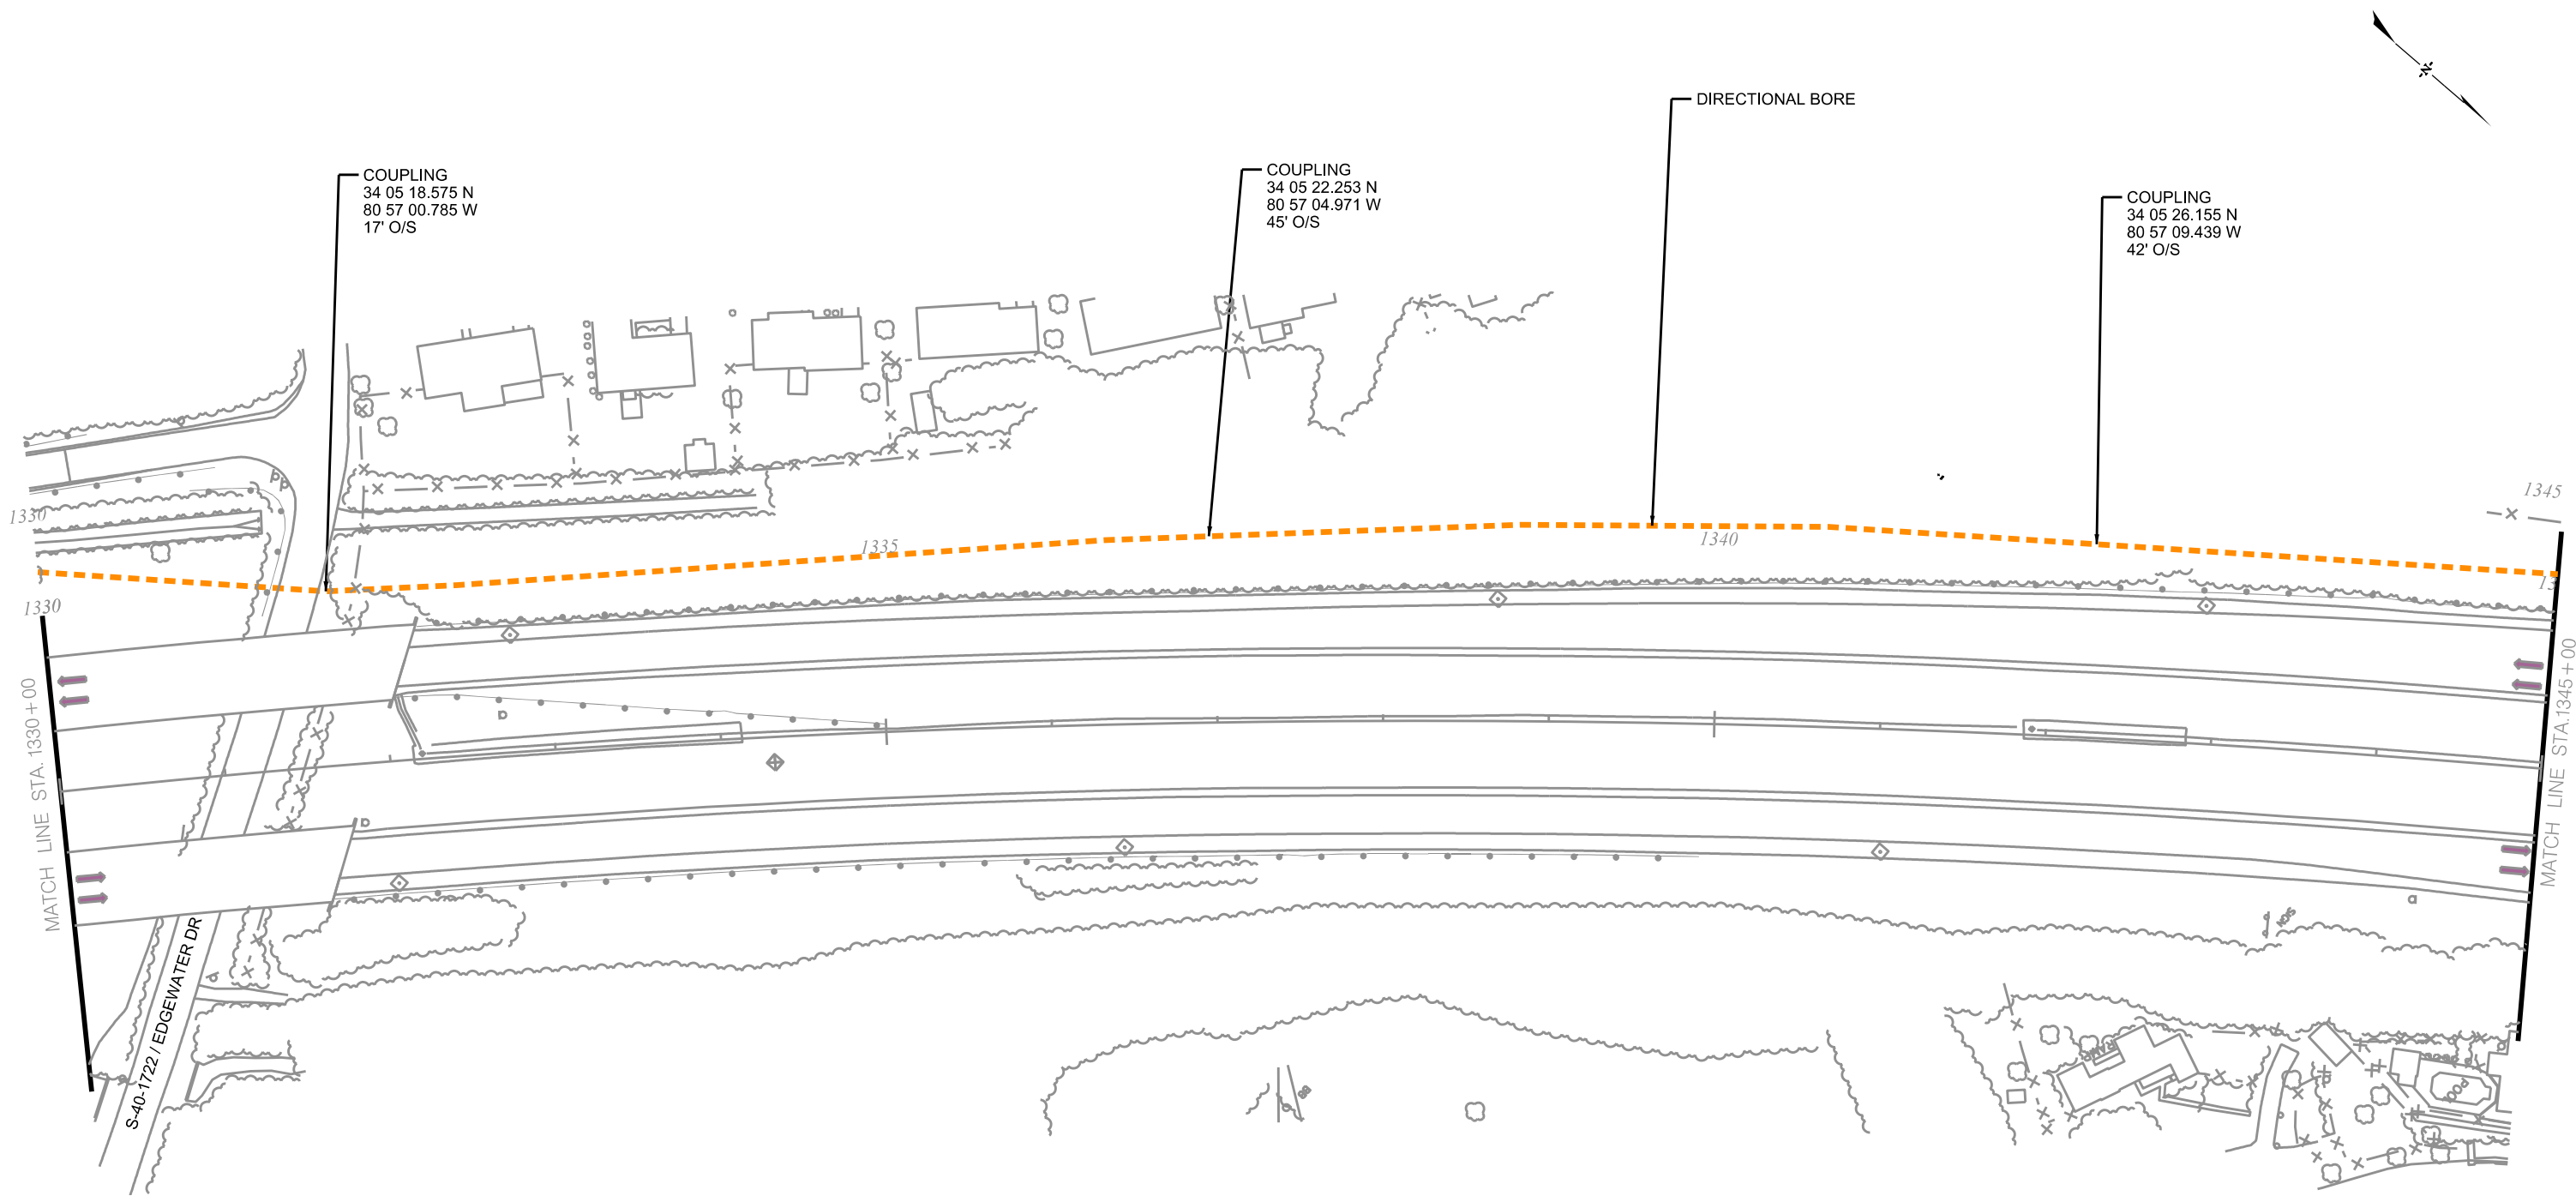 -N-
DIRECTIONAL BORE
COUPLING
34 05 18.575 N
80 57 00.785 W
17' O/S
COUPLING
34 05 22.253 N
80 57 04.971 W
45' O/S
COUPLING
34 05 26.155 N
80 57 09.439 W
42' O/S
1330
1335
1340
1345
1330
MATCH LINE STA. 1330+00
MATCH LINE STA.1345+00
S-40-1722 / EDGEWATER DR
RAMP
POOL